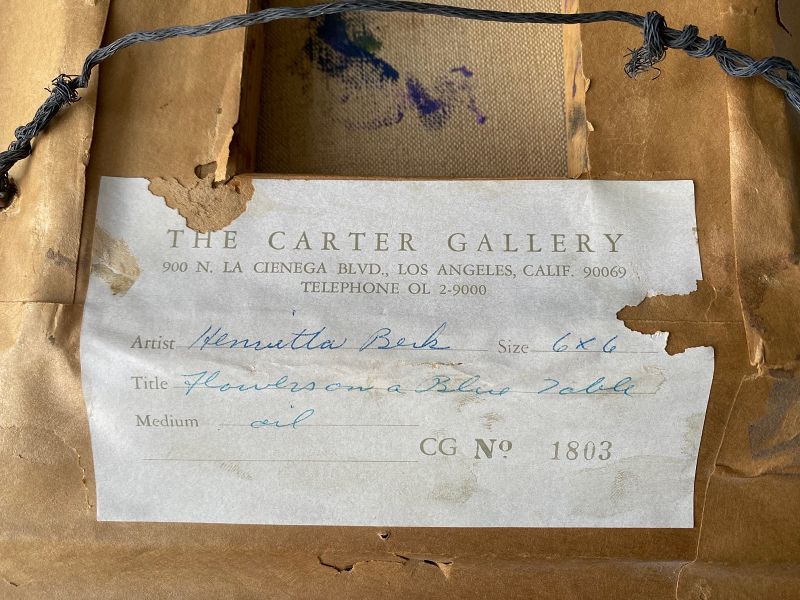 THE CARTER GALLERY
900 N. LA CIENEGA BLVD., LOS ANGELES, CALIF. 90069
TELEPHONE OL 2-9000
Artist Henrietta Berk Size 6x6
Title Flowers on a Blue Table
Medium oil
CG No 1803